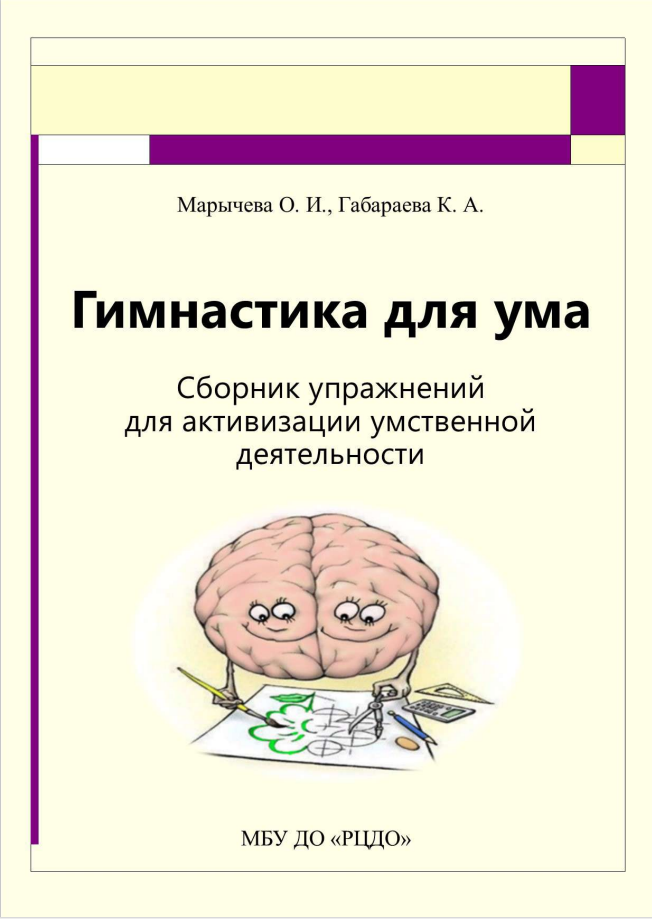 Марычева О. И., Габараева К. А.
Гимнастика для ума
Сборник упражнений
для активизации умственной
деятельности
МБУ ДО «РЦДО»